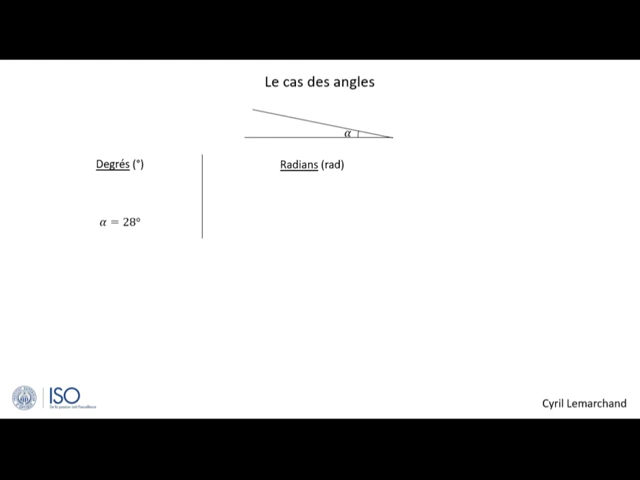 Le cas des angles
α
Degrés (°)
Radians (rad)
α = 28°
ISO
Cyril Lemarchand